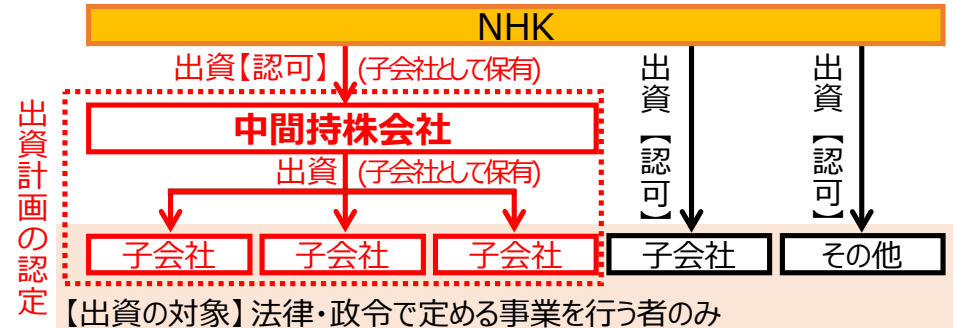 NHK
出資【認可】 (子会社として保有)
出資【認可】
出資【認可】
出資計画の認定
中間持株会社
出資 (子会社として保有)
子会社 子会社 子会社 子会社 その他
【出資の対象】法律・政令で定める事業を行う者のみ